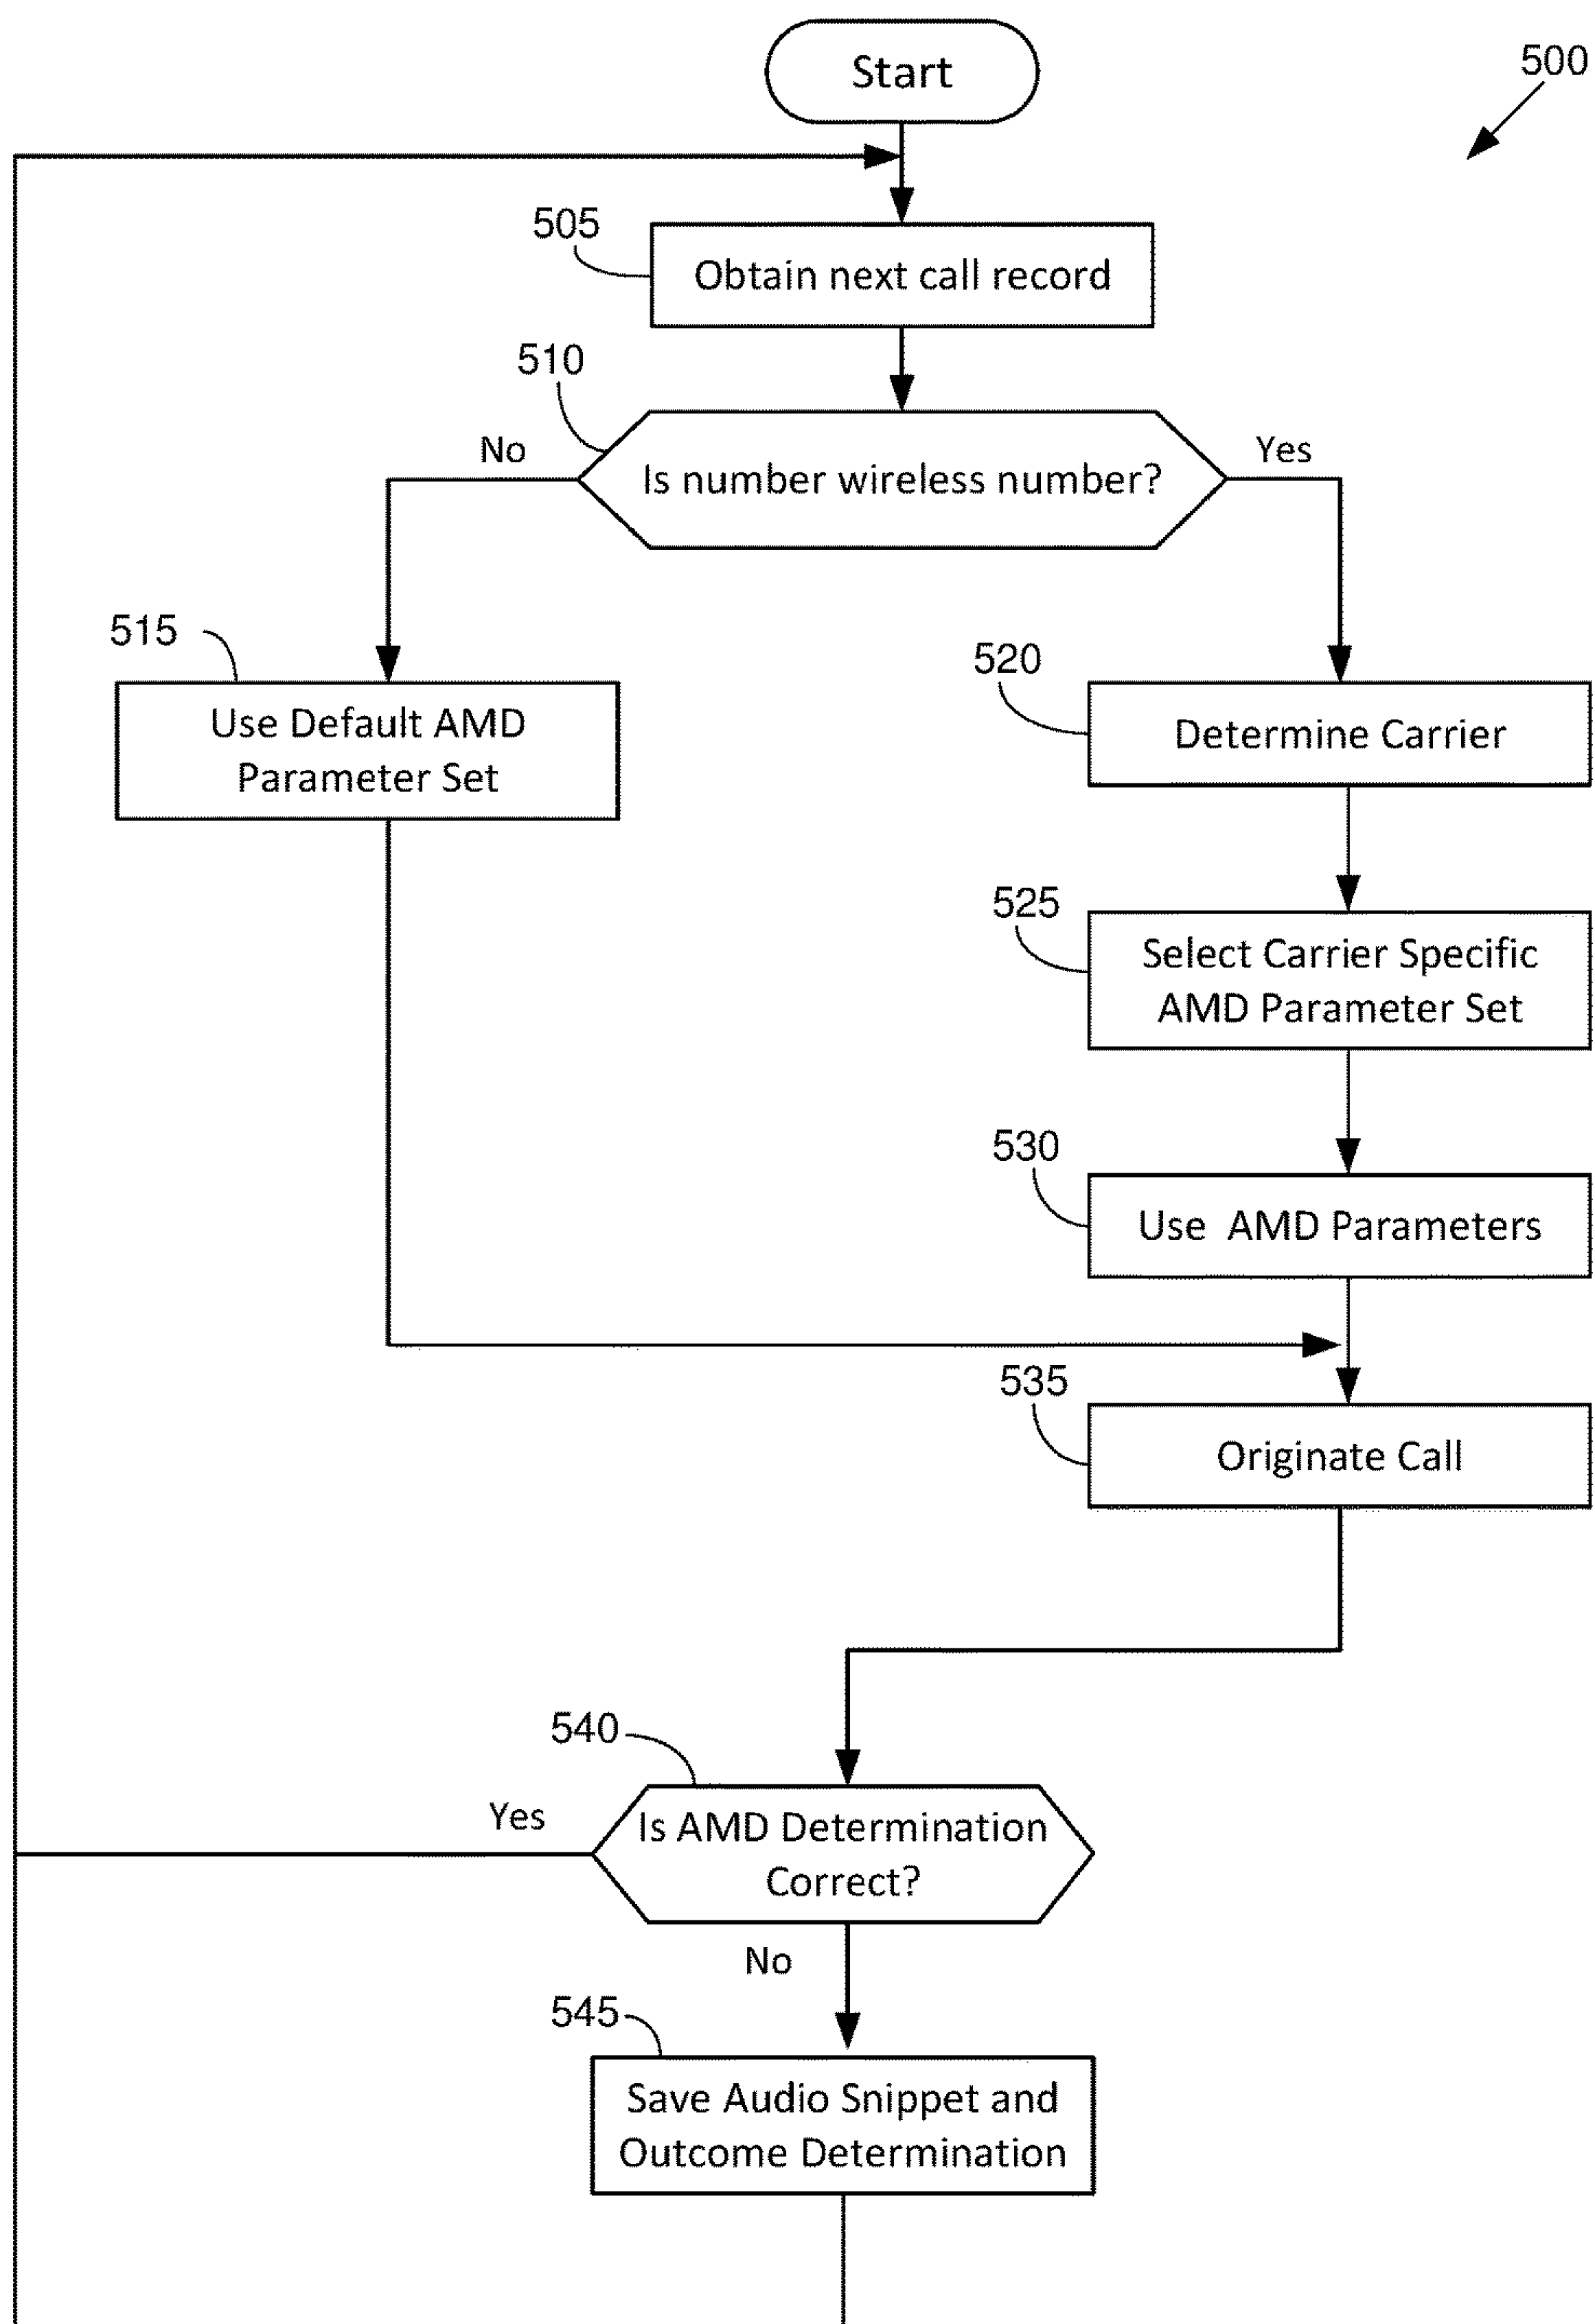 Start
500
505
Obtain next call record
510
No
Yes
Is number wireless number?
515
Use Default AMD
Parameter Set
520
Determine Carrier
525
Select Carrier Specific
AMD Parameter Set
530
Use AMD Parameters
535
Originate Call
540
Yes
Is AMD Determination
Correct?
No
545
Save Audio Snippet and
Outcome Determination